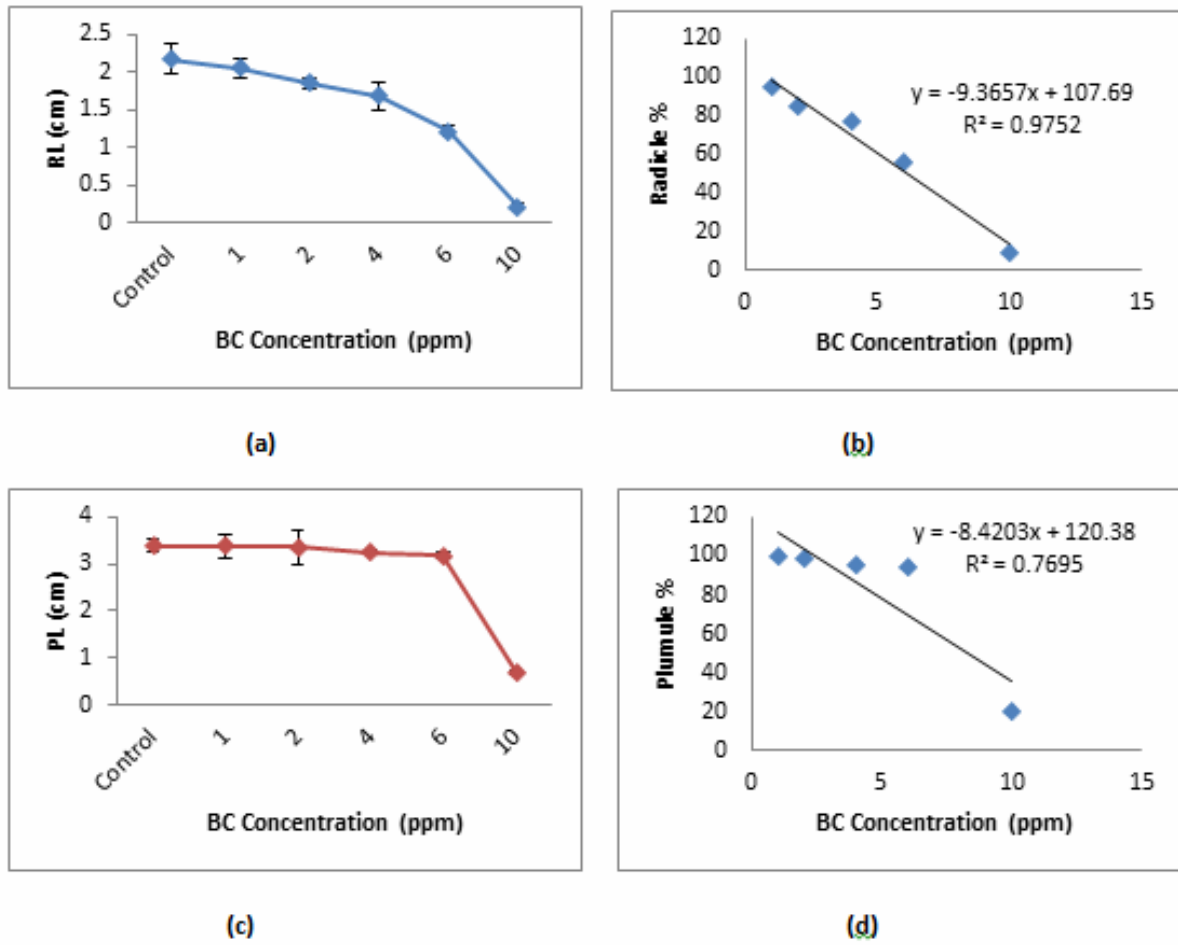 RL (cm)
2.5
2
1.5
1
0.5
0
Control
1
2
4
6
10
BC Concentration (ppm)
(a)
Radicle %
120
100
80
60
40
20
0
y = -9.3657x + 107.69
R² = 0.9752
0
5
10
15
BC Concentration (ppm)
(b)
PL (cm)
4
3
2
1
0
Control
1
2
4
6
10
BC Concentration (ppm)
(c)
Plumule %
120
100
80
60
40
20
0
y = -8.4203x + 120.38
R² = 0.7695
0
5
10
15
BC Concentration (ppm)
(d)